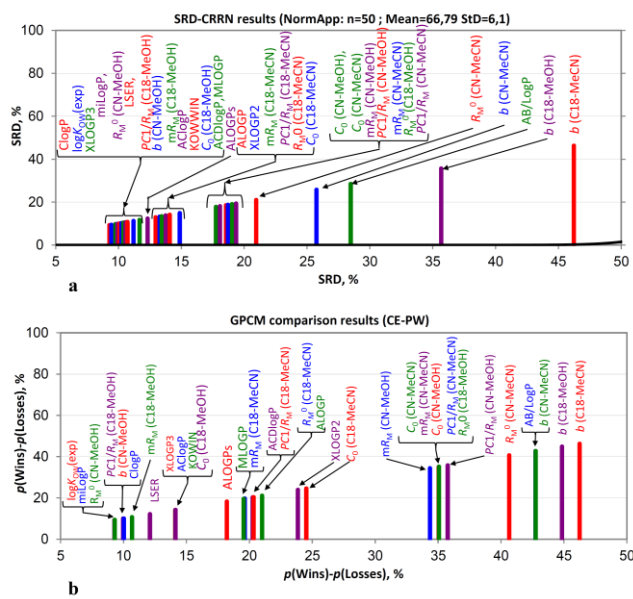 SRD-CRRN results (NormApp: n=50 ; Mean=66,79 StD=6,1)
SRD, %
100
80
60
40
20
0
ClogP
logKOW(exp)
XLOGP3
miLogP,
RM0 (CN-MeOH)
LSER,
PC1/RM (C18-MeOH)
b (CN-MeOH)
mRM (C18-MeOH)
AClogP
KOWWIN
C0 (C18-MeOH)
ACDlogP,MLOGP
ALOGPs
ALOGP
XLOGP2
mRM (C18-MeCN)
PC1/RM (C18-MeCN)
RM0 (C18-MeCN)
C0 (C18-MeCN)
C0 (CN-MeOH),
C0 (CN-MeCN)
mRM (CN-MeOH)
PC1/RM (CN-MeOH)
mRM (CN-MeCN)
RM0 (C18-MeOH)
PC1/RM (CN-MeCN)
RM0 (CN-MeCN)
b (CN-MeCN)
AB/LogP
b (C18-MeOH)
b (C18-MeCN)
5 10 15 20 25 30 35 40 45 50
SRD, %
a
GPCM comparison results (CE-PW)
p(Wins)-p(Losses), %
100
80
60
40
20
0
logKOW(exp)
miLogP
RM0 (CN-MeOH)
PC1/RM (C18-MeOH)
b (CN-MeOH)
ClogP
mRM (C18-MeOH)
LSER
XLOGP3
AClogP
KOWIN
C0 (C18-MeOH)
ALOGPs
MLOGP
mRM (C18-MeCN)
ACDlogP
PC1/RM (C18-MeCN)
RM0 (C18-MeCN)
ALOGP
XLOGP2
C0 (C18-MeCN)
mRM (CN-MeOH)
C0 (CN-MeCN)
mRM (CN-MeCN)
C0 (CN-MeOH)
PC1/RM (CN-MeCN)
RM0 (C18-MeOH)
PC1/RM (CN-MeOH)
RM0 (CN-MeCN)
AB/LogP
b (CN-MeCN)
b (C18-MeOH)
b (C18-MeCN)
5 10 15 20 25 30 35 40 45 50
p(Wins)-p(Losses), %
b